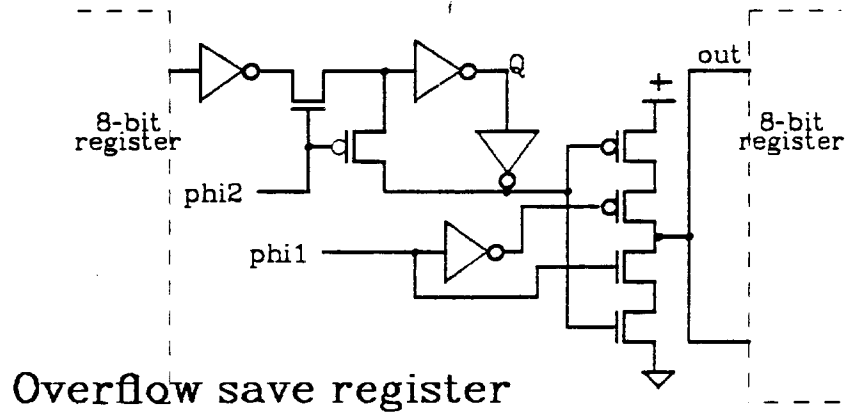 out
Q
+
8-bit
register
8-bit
register
phi2
phi1
Overflow save register